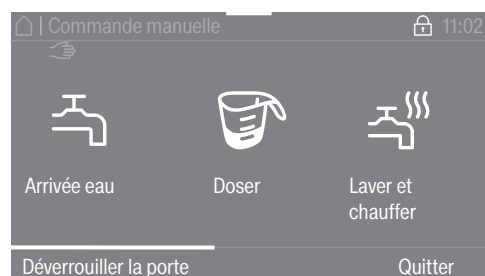 Commande manuelle 11:02
Arrivée eau Doser Laver et
chauffer
Déverrouiller la porte Quitter